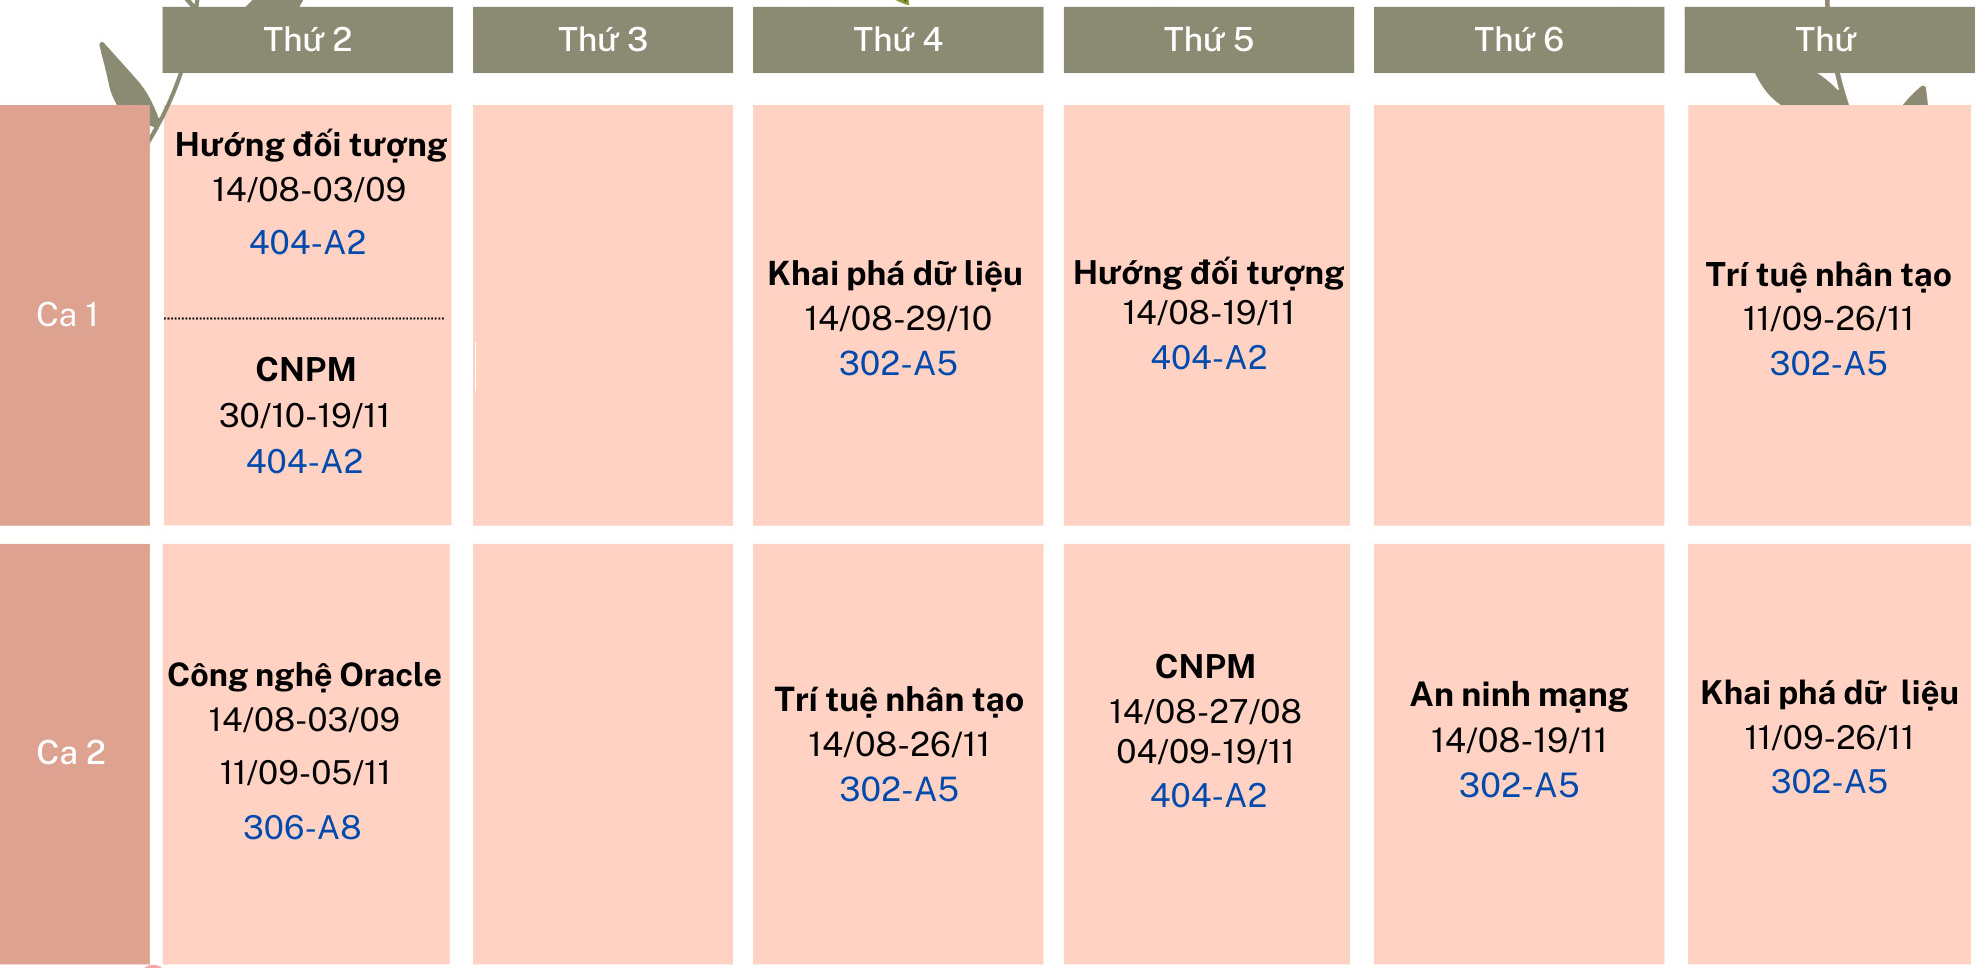 Thứ 2
Thứ 3
Thứ 4
Thứ 5
Thứ 6
Thứ
Ca 1
Hướng đối tượng
14/08-03/09
404-A2
CNPM
30/10-19/11
404-A2
Khai phá dữ liệu
14/08-29/10
302-A5
Hướng đối tượng
14/08-19/11
404-A2
Trí tuệ nhân tạo
11/09-26/11
302-A5
Ca 2
Công nghệ Oracle
14/08-03/09
11/09-05/11
306-A8
Trí tuệ nhân tạo
14/08-26/11
302-A5
CNPM
14/08-27/08
04/09-19/11
404-A2
An ninh mạng
14/08-19/11
302-A5
Khai phá dữ liệu
11/09-26/11
302-A5